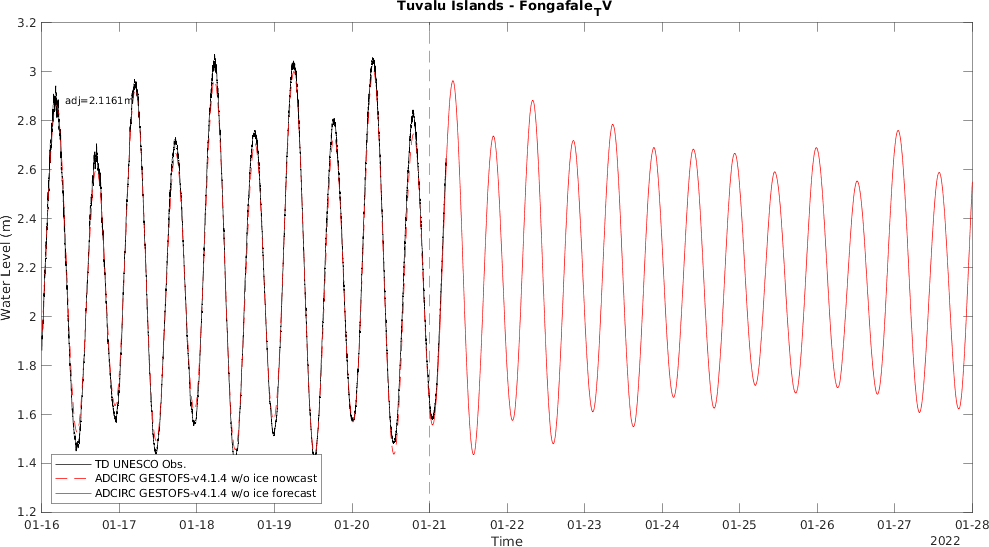 Tuvalu Islands - Fongafale_TV
3.2
3
2.8
2.6
2.4
2.2
2
1.8
1.6
1.4
1.2
Water Level (m)
adj=2.1161m
TD UNESCO Obs.
ADCIRC GESTOFS-v4.1.4 w/o ice nowcast
ADCIRC GESTOFS-v4.1.4 w/o ice forecast
01-16 01-17 01-18 01-19 01-20 01-21 01-22 01-23 01-24 01-25 01-26 01-27 01-28
Time
2022